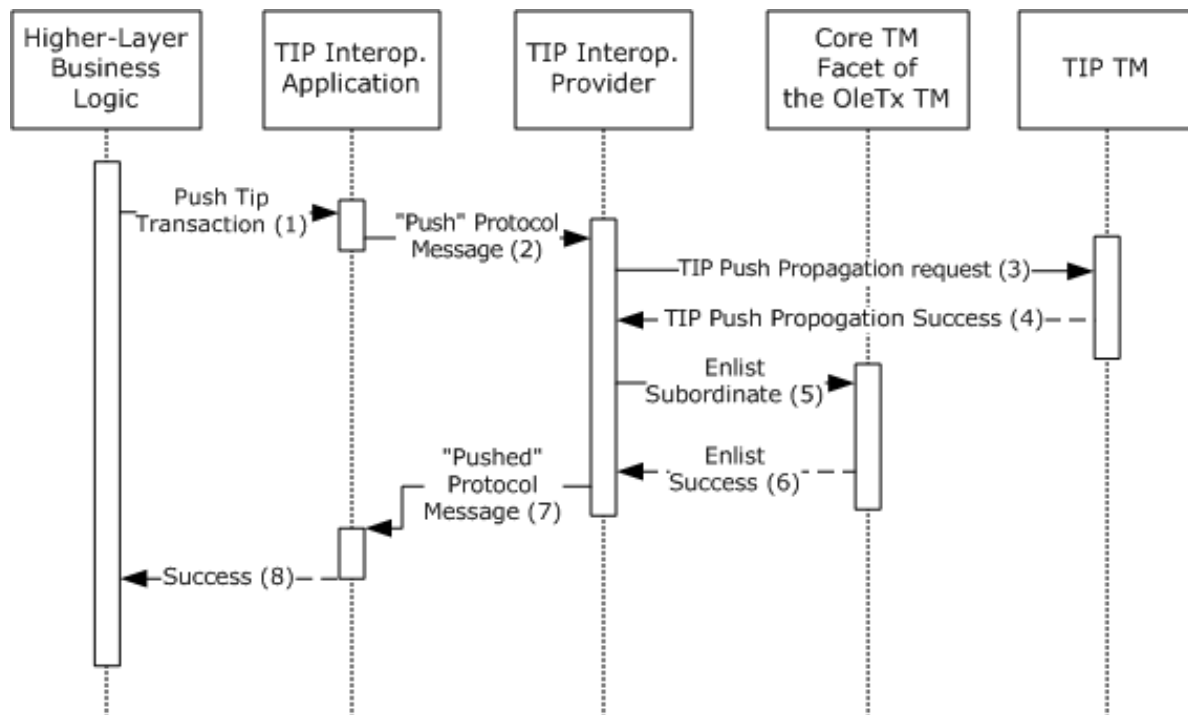 Higher-Layer
Business
Logic
TIP Interop.
Application
TIP Interop.
Provider
Core TM
Facet of
the OleTx TM
TIP TM
Push Tip
Transaction (1)
"Push" Protocol
Message (2)
TIP Push Propagation request (3)
TIP Push Propogation Success (4)
Enlist
Subordinate (5)
Enlist
Success (6)
"Pushed"
Protocol
Message (7)
Success (8)